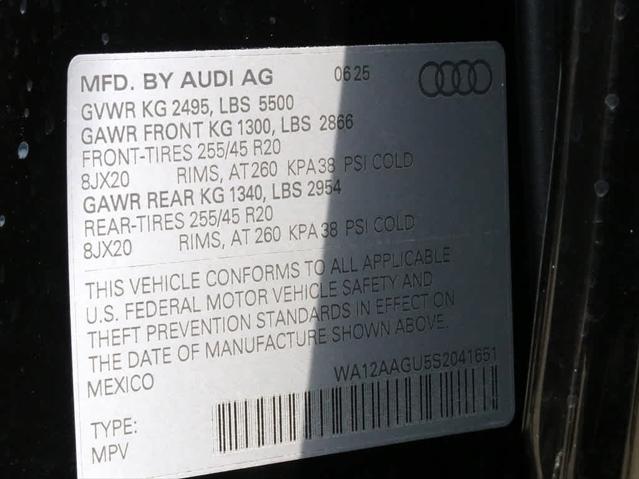 MFD. BY AUDI AG 06 25
GVWR KG 2495, LBS 5500
GAWR FRONT KG 1300, LBS 2866
FRONT-TIRES 255/45 R20
8JX20 RIMS, AT 260 KPA 38 PSI COLD
GAWR REAR KG 1340, LBS 2954
REAR-TIRES 255/45 R20
8JX20 RIMS, AT 260 KPA 38 PSI COLD
THIS VEHICLE CONFORMS TO ALL APPLICABLE
U.S. FEDERAL MOTOR VEHICLE SAFETY AND
THEFT PREVENTION STANDARDS IN EFFECT ON
THE DATE OF MANUFACTURE SHOWN ABOVE.
MEXICO
WA12AAGU5S2041651
TYPE:
MPV